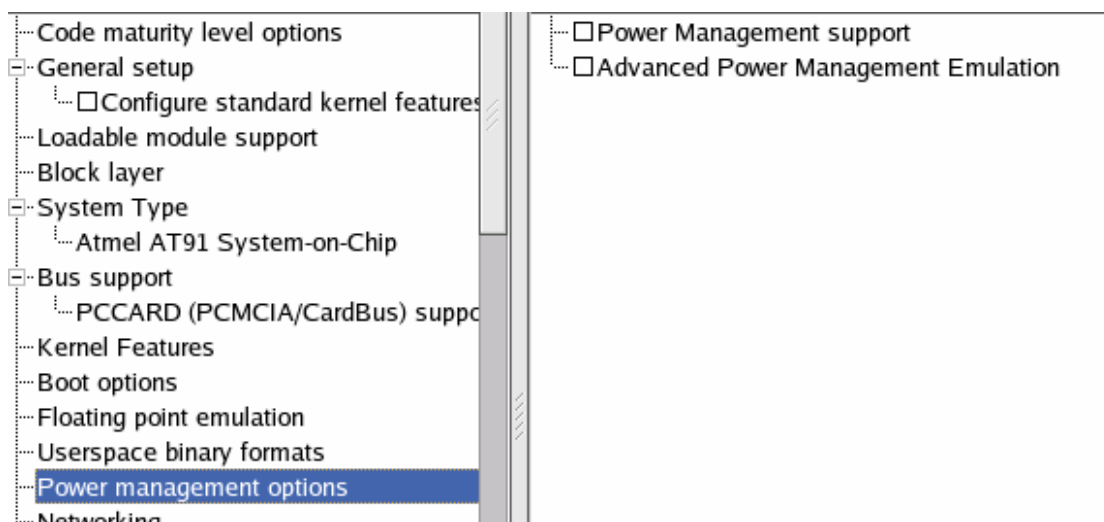 Code maturity level options
General setup
Configure standard kernel features
Loadable module support
Block layer
System Type
Atmel AT91 System-on-Chip
Bus support
PCCARD (PCMCIA/CardBus) suppo
Kernel Features
Boot options
Floating point emulation
Userspace binary formats
Power management options
Networking
Power Management support
Advanced Power Management Emulation